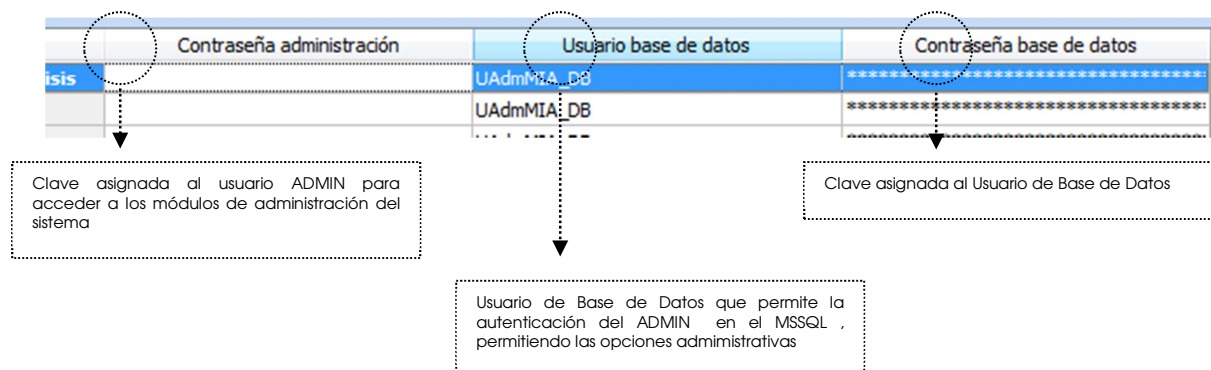 Contraseña administración Usuario base de datos Contraseña base de datos
isis UAdmMIA_DB ***********************************
UAdmMIA_DB ***********************************
Clave asignada al usuario ADMIN para
acceder a los módulos de administración del
sistema
Clave asignada al Usuario de Base de Datos
Usuario de Base de Datos que permite la
autenticación del ADMIN en el MSSQL ,
permitiendo las opciones admimistrativas